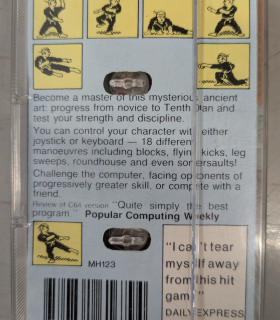 Become a master of this mysterious ancient
art: progress from novice to Tenth Dan and
test your strength and discipline.
You can control your character with either
joystick or keyboard — 18 different
manoeuvres including blocks, flying kicks, leg
sweeps, roundhouse and even somersaults!
Challenge the computer, facing opponents of
progressively greater skill, or compete with a
friend.
Review of C64 version "Quite simply the best
program" Popular Computing Weekly
MH123
"I can't tear
myself away
from this hit
game"
DAILY EXPRESS